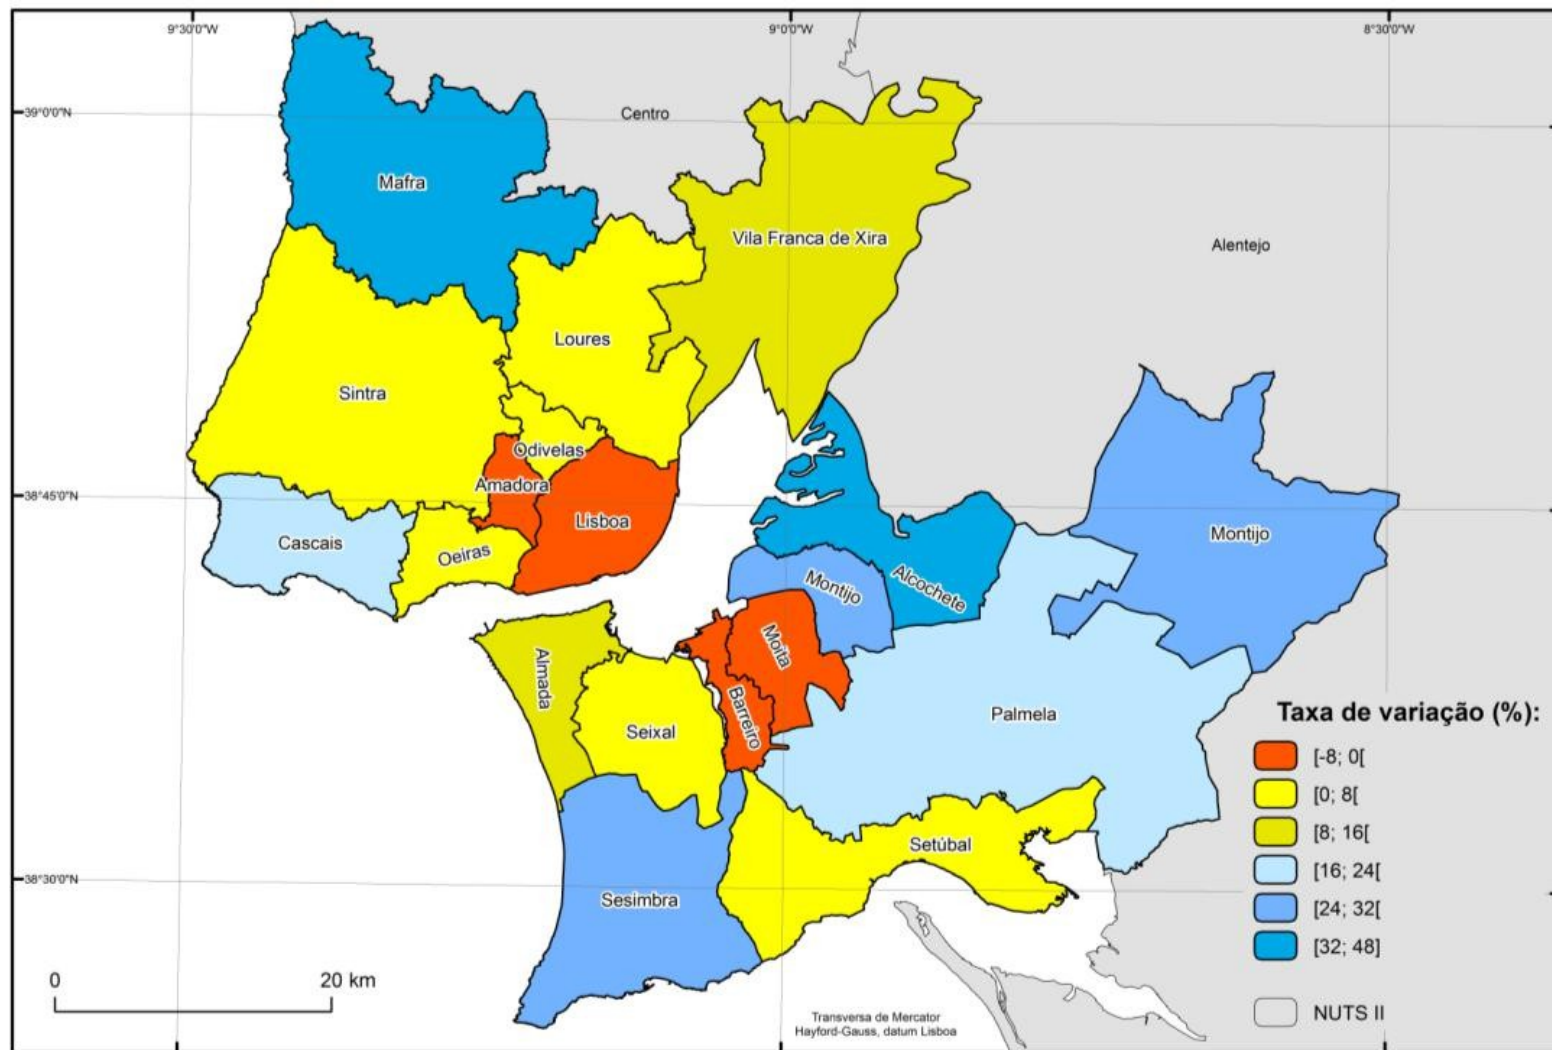 9°30'0"W
9°0'0"W
8°30'0"W
39°0'0"N
Centro
Mafra
Vila Franca de Xira
Alentejo
Loures
Sintra
Odivelas
Amadora
38°45'0"N
Lisboa
Cascais
Oeiras
Montijo
Montijo
Alcochete
Moita
Almada
Barreiro
Seixal
Palmela
Taxa de variação (%):
[-8; 0[
[0; 8[
[8; 16[
[16; 24[
[24; 32[
[32; 48]
NUTS II
Setúbal
38°30'0"N
Sesimbra
0 20 km
Transversa de Mercator
Hayford-Gauss, datum Lisboa